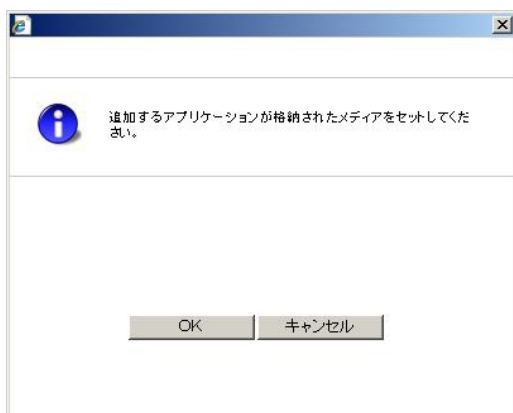 追加するアプリケーションが格納されたメディアをセットしてくだ
さい。
OK
キャンセル